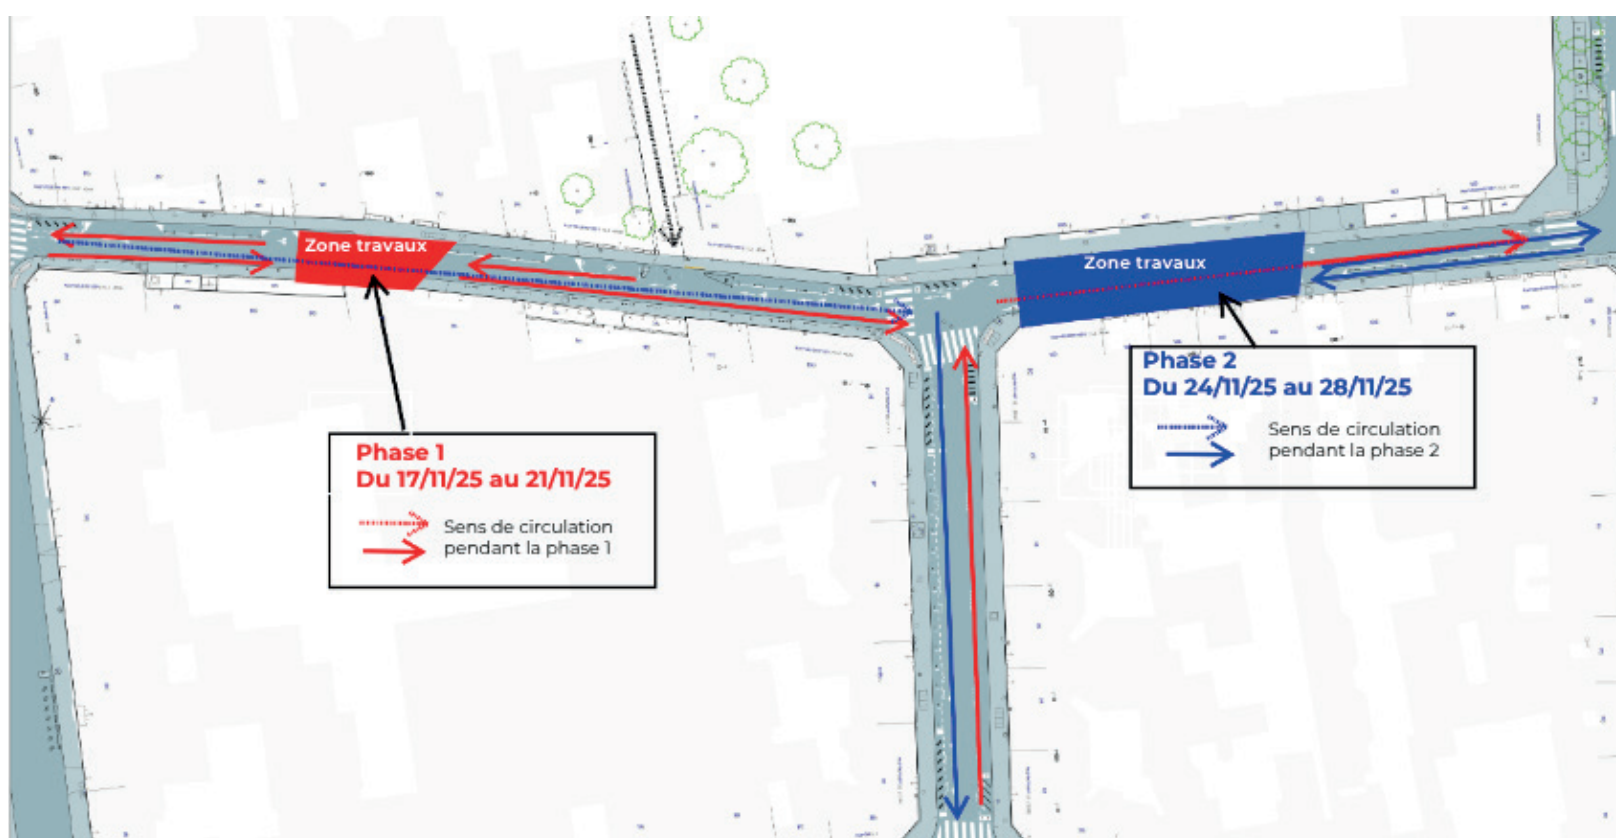 Zone travaux
Zone travaux
Phase 1
Du 17/11/25 au 21/11/25
Sens de circulation
pendant la phase 1
Phase 2
Du 24/11/25 au 28/11/25
Sens de circulation
pendant la phase 2